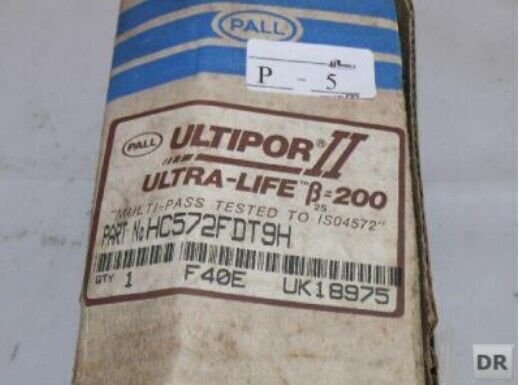 PALL
P - 5
PALL ULTIPOR® II
ULTRA-LIFE™ β25=200
"MULTI-PASS TESTED TO ISO4572"
PART No HC572FDT9H
QTY 1 F40E UK18975
DR